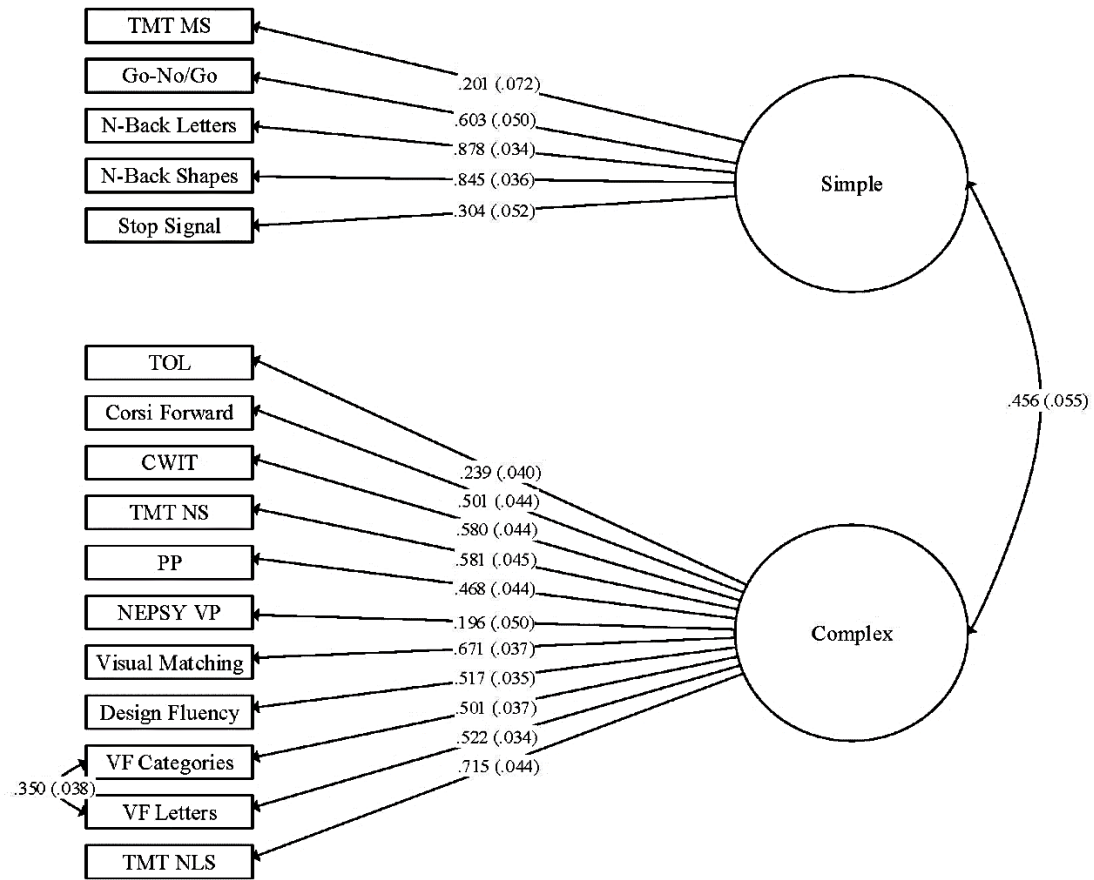 TMT MS
Go-No/Go
N-Back Letters
N-Back Shapes
Stop Signal
.201 (.072)
.603 (.050)
.878 (.034)
.845 (.036)
.304 (.052)
Simple
.456 (.055)
TOL
Corsi Forward
CWIT
TMT NS
PP
NEPSY VP
Visual Matching
Design Fluency
VF Categories
VF Letters
TMT NLS
.350 (.038)
.239 (.040)
.501 (.044)
.580 (.044)
.581 (.045)
.468 (.044)
.196 (.050)
.671 (.037)
.517 (.035)
.501 (.037)
.522 (.034)
.715 (.044)
Complex